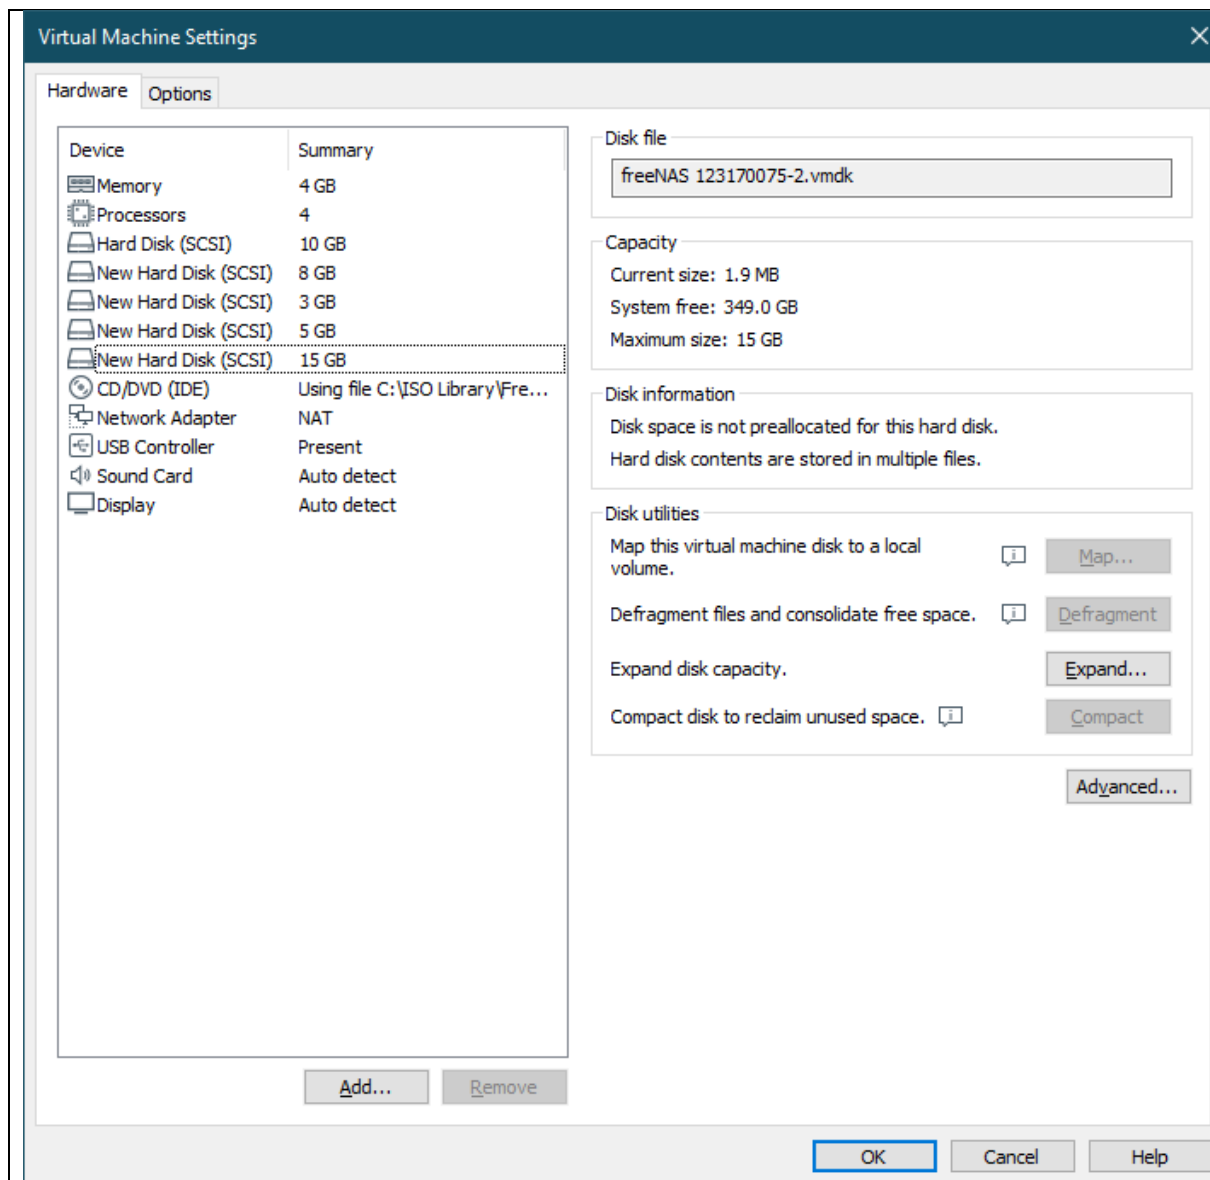 Virtual Machine Settings
Hardware Options
Device Summary
Memory 4 GB
Processors 4
Hard Disk (SCSI) 10 GB
New Hard Disk (SCSI) 8 GB
New Hard Disk (SCSI) 3 GB
New Hard Disk (SCSI) 5 GB
New Hard Disk (SCSI) 15 GB
CD/DVD (IDE) Using file C:\ISO Library\Fre...
Network Adapter NAT
USB Controller Present
Sound Card Auto detect
Display Auto detect
Add... Remove
Disk file
freeNAS 123170075-2.vmdk
Capacity
Current size: 1.9 MB
System free: 349.0 GB
Maximum size: 15 GB
Disk information
Disk space is not preallocated for this hard disk.
Hard disk contents are stored in multiple files.
Disk utilities
Map this virtual machine disk to a local
volume.
Map...
Defragment files and consolidate free space. Defragment
Expand disk capacity. Expand...
Compact disk to reclaim unused space. Compact
Advanced...
OK Cancel Help